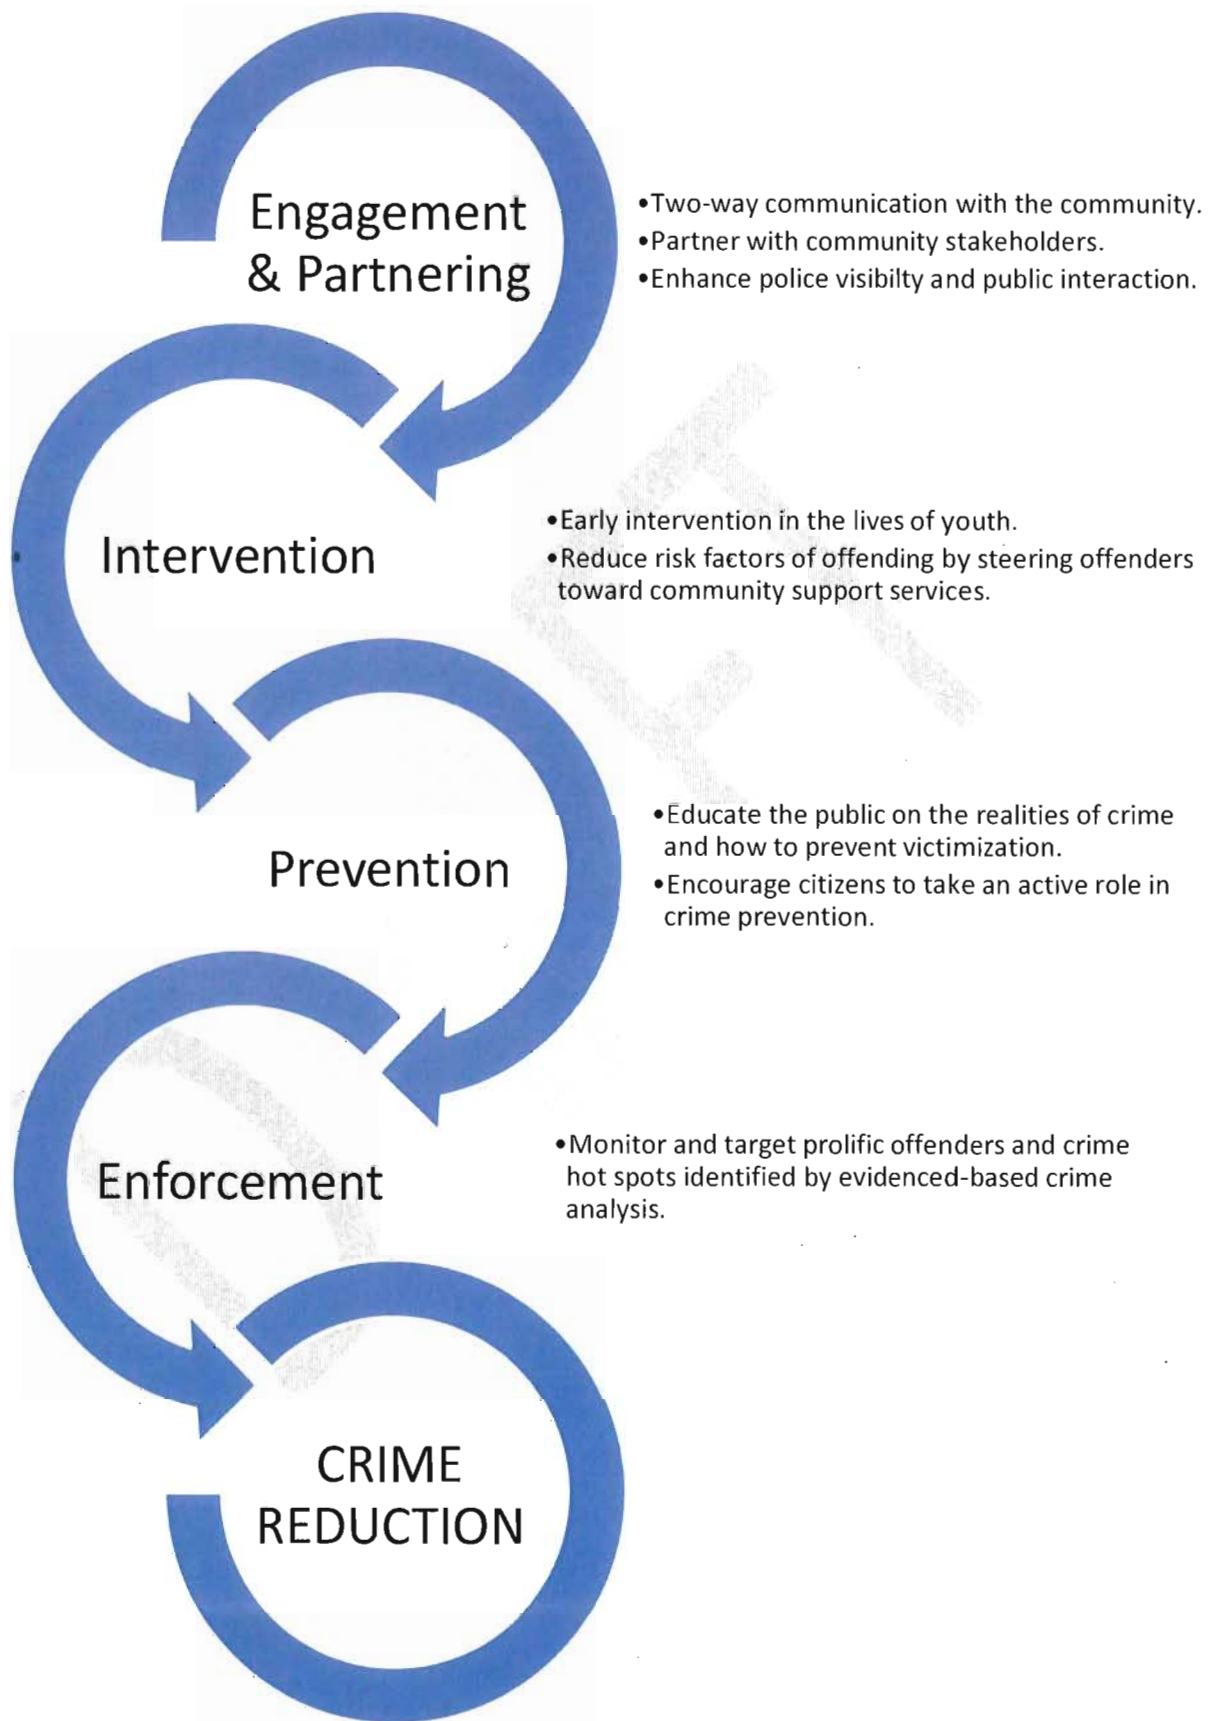 Engagement
& Partnering
•Two-way communication with the community.
•Partner with community stakeholders.
•Enhance police visibilty and public interaction.
Intervention
•Early intervention in the lives of youth.
•Reduce risk factors of offending by steering offenders
toward community support services.
Prevention
•Educate the public on the realities of crime
and how to prevent victimization.
•Encourage citizens to take an active role in
crime prevention.
Enforcement
•Monitor and target prolific offenders and crime
hot spots identified by evidenced-based crime
analysis.
CRIME
REDUCTION